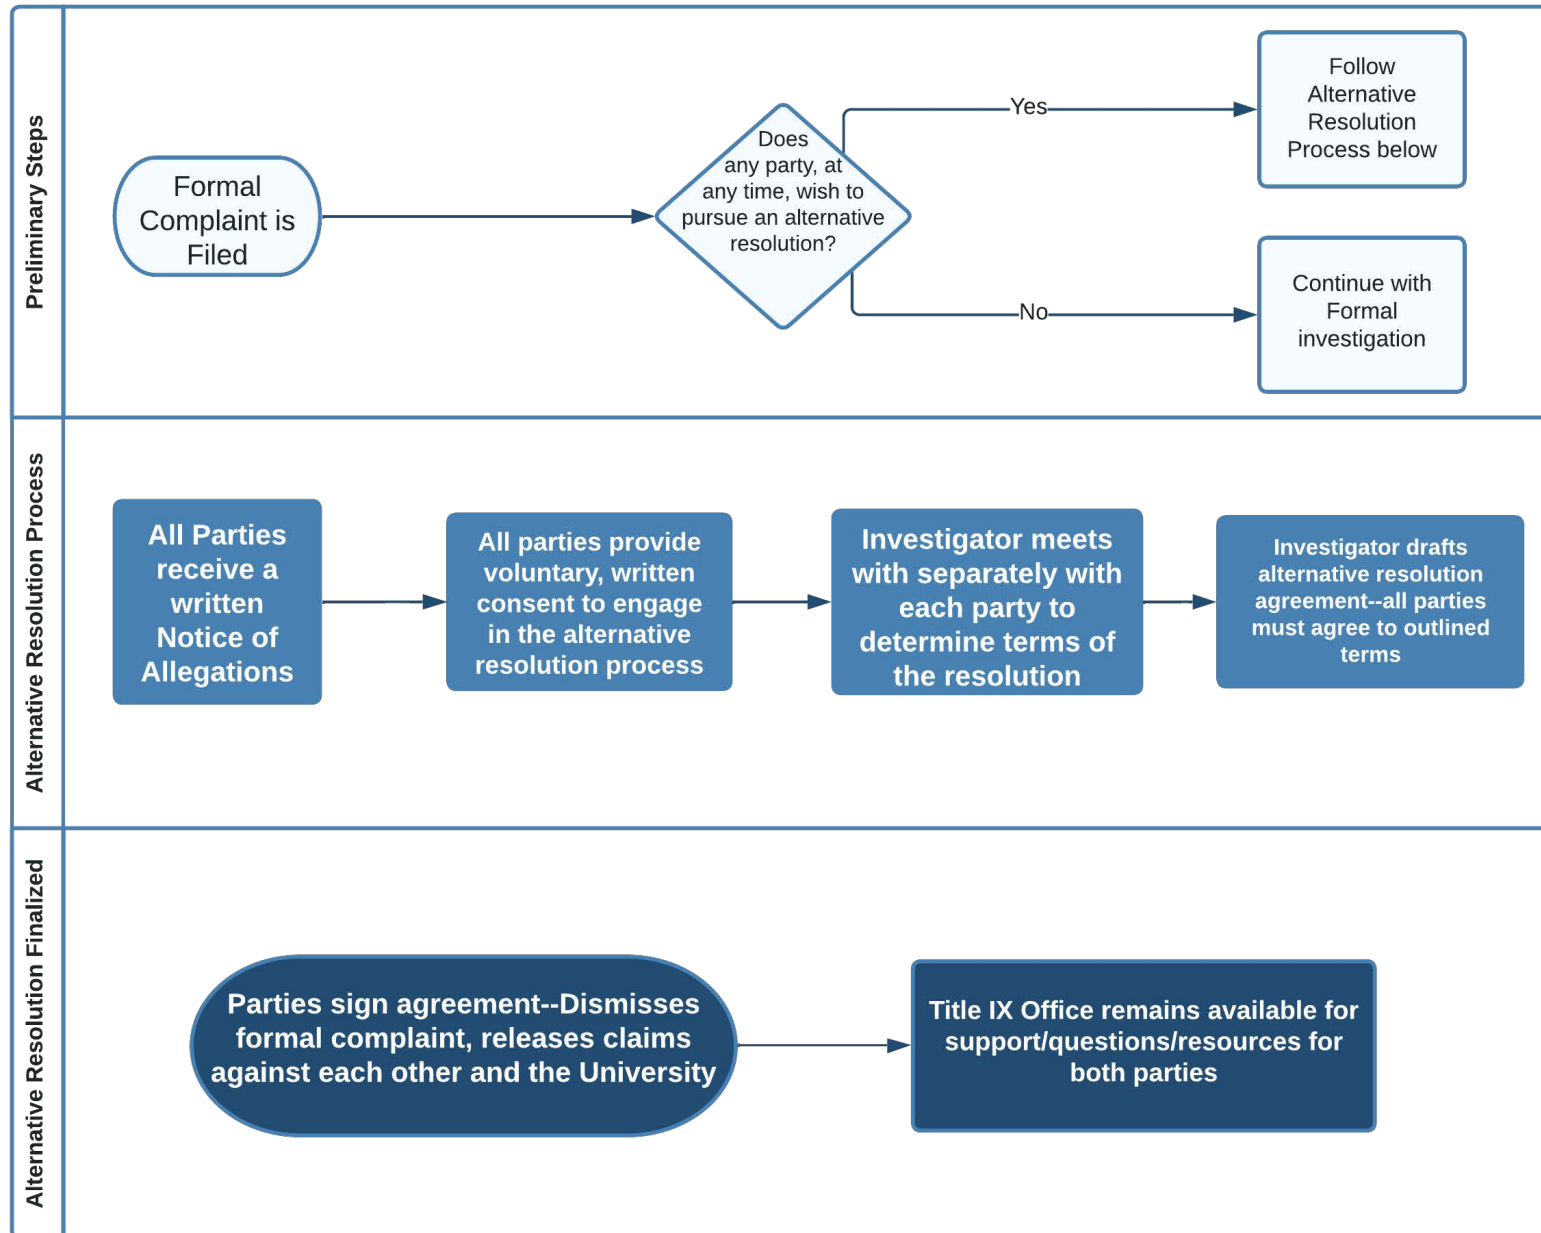 Preliminary Steps
Formal
Complaint is
Filed
Does
any party, at
any time, wish to
pursue an alternative
resolution?
Yes
Follow
Alternative
Resolution
Process below
No
Continue with
Formal
investigation
Alternative Resolution Process
All Parties
receive a
written
Notice of
Allegations
All parties provide
voluntary, written
consent to engage
in the alternative
resolution process
Investigator meets
with separately with
each party to
determine terms of
the resolution
Investigator drafts
alternative resolution
agreement--all parties
must agree to outlined
terms
Alternative Resolution Finalized
Parties sign agreement--Dismisses
formal complaint, releases claims
against each other and the University
Title IX Office remains available for
support/questions/resources for
both parties